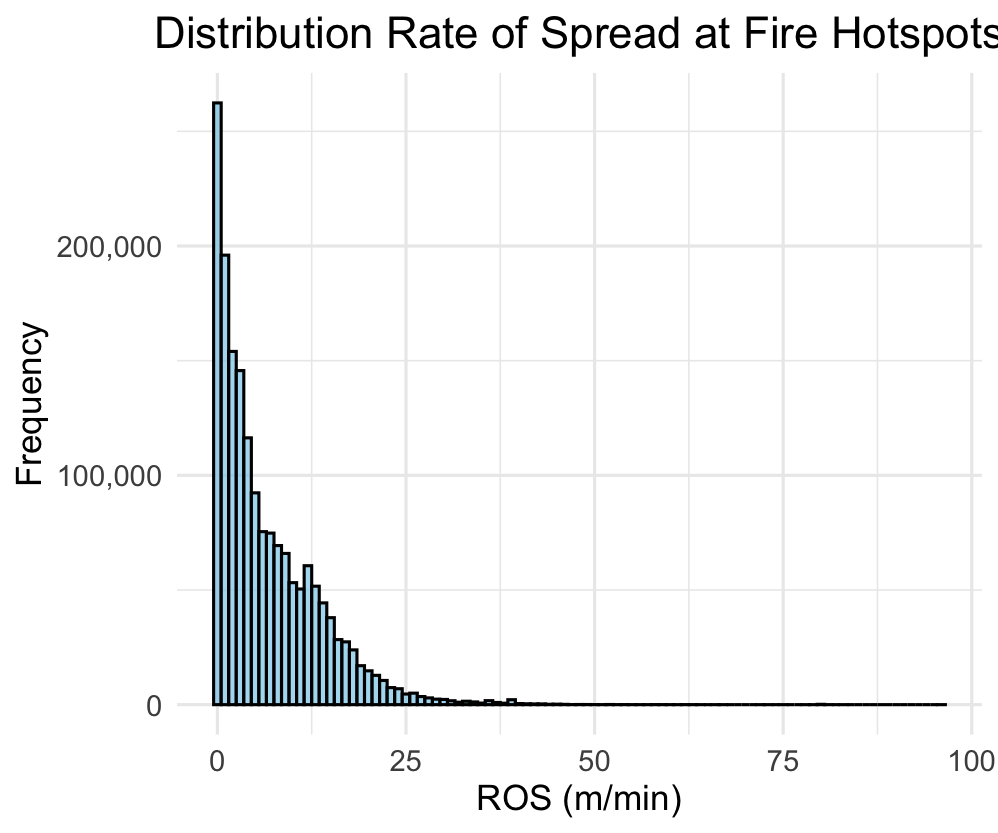 Distribution Rate of Spread at Fire Hotspots
Frequency
200,000
100,000
0
0 25 50 75 100
ROS (m/min)